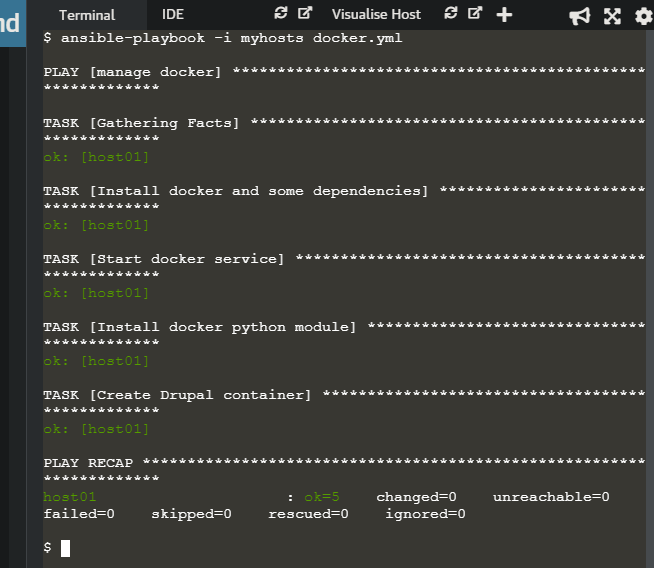 nd
Terminal IDE Visualise Host
$ ansible-playbook -i myhosts docker.yml
PLAY [manage docker] **********************************************
*************
TASK [Gathering Facts] ********************************************
*************
ok: [host01]
TASK [Install docker and some dependencies] ***********************
*************
ok: [host01]
TASK [Start docker service] ***************************************
*************
ok: [host01]
TASK [Install docker python module] *******************************
*************
ok: [host01]
TASK [Create Drupal container] ************************************
*************
ok: [host01]
PLAY RECAP ********************************************************
*************
host01 : ok=5 changed=0 unreachable=0
failed=0 skipped=0 rescued=0 ignored=0
$